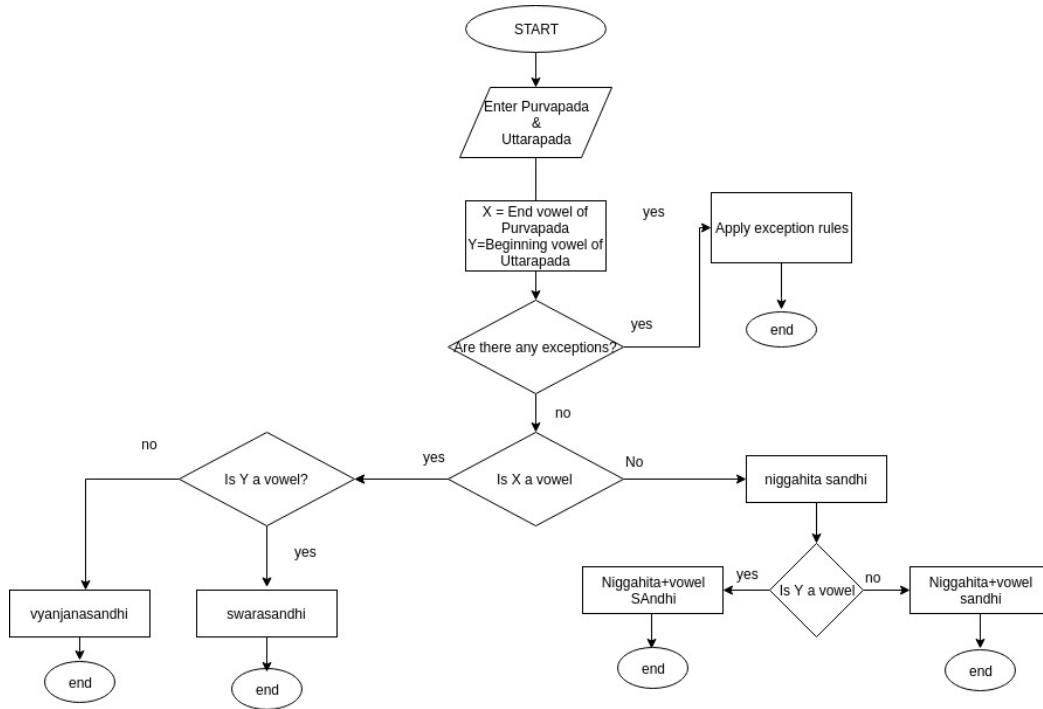 START
Enter Purvapada
&
Uttarapada
X = End vowel of
Purvapada
Y=Beginning vowel of
Uttarapada
yes
Apply exception rules
end
Are there any exceptions?
yes
no
Is X a vowel
yes
Is Y a vowel?
no
yes
vyanjanasandhi
end
swarasandhi
end
No
niggahita sandhi
Is Y a vowel
yes
Niggahita+vowel
SAndhi
end
no
Niggahita+vowel
sandhi
end